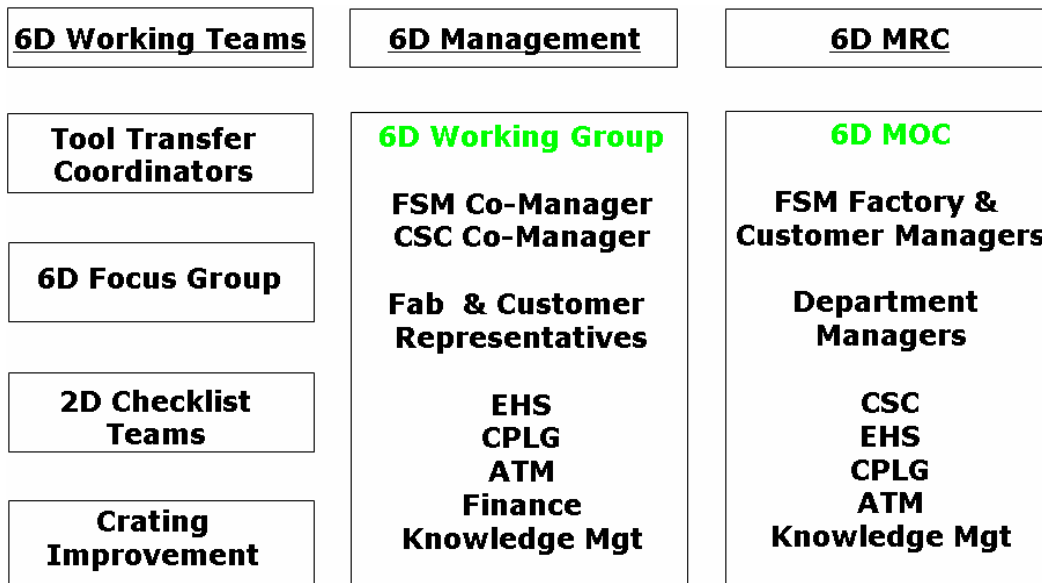 6D Working Teams
Tool Transfer
Coordinators
6D Focus Group
2D Checklist
Teams
Crating
Improvement
6D Management
6D Working Group
FSM Co-Manager
CSC Co-Manager
Fab & Customer
Representatives
EHS
CPLG
ATM
Finance
Knowledge Mgt
6D MRC
6D MOC
FSM Factory &
Customer Managers
Department
Managers
CSC
EHS
CPLG
ATM
Knowledge Mgt